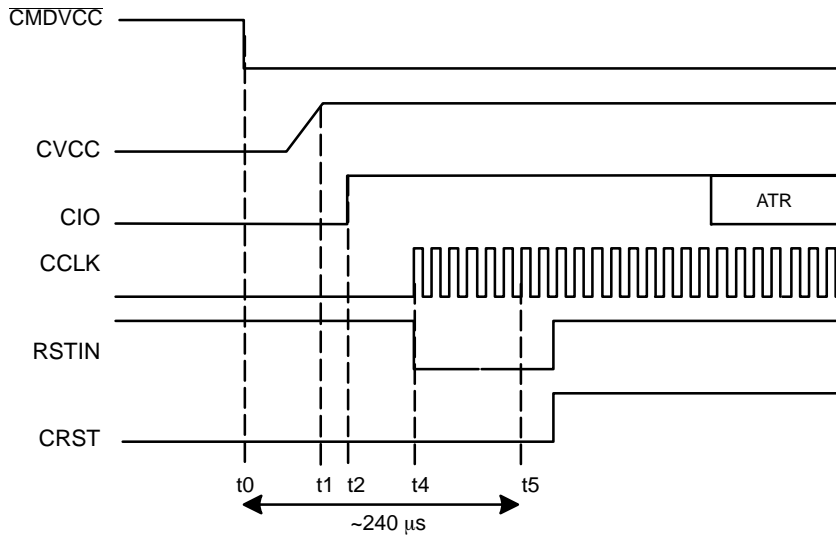 CMDVCC
CVCC
CIO
ATR
CCLK
RSTIN
CRST
t0 t1 t2 t4 t5
~240 μs